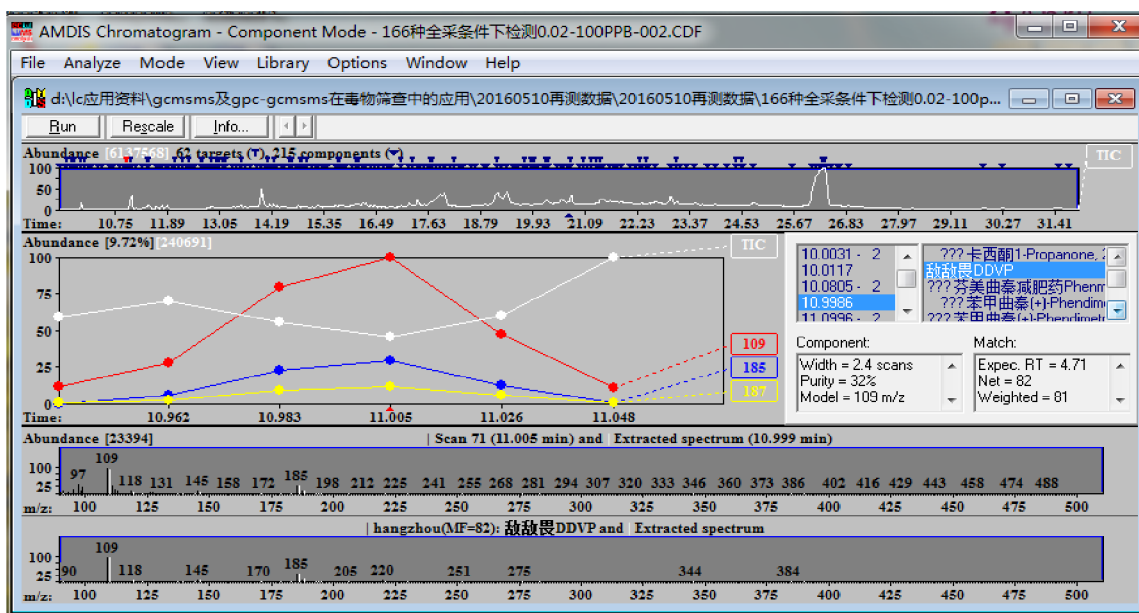 AMDIS Chromatogram - Component Mode - 166种全采条件下检测0.02-100PPB-002.CDF
File Analyze Mode View Library Options Window Help
d:\lc应用资料\gcmsms及gpc-gcmsms在毒物筛查中的应用\20160510再测数据\20160510再测数据\166种全采条件下检测0.02-100p...
Run Rescale Info...
Abundance [6137568] 62 targets (T), 215 components (▼)
TIC
100
50
0
Time: 10.75 11.89 13.05 14.19 15.35 16.49 17.63 18.79 19.93 21.09 22.23 23.37 24.53 25.67 26.83 27.97 29.11 30.27 31.41
Abundance [9.72%] [240691]
TIC
100
75
50
25
0
109
185
187
Time: 10.962 10.983 11.005 11.026 11.048
10.0031 - 2
10.0117
10.0805 - 2
10.9986
11.0996 - 2
??? 卡西酮1-Propanone, 2
敌敌畏DDVP
??? 芬美曲秦减肥药Phenm
??? 苯甲曲秦(+)-Phendime
??? 苯甲曲秦(+)-Phendimetr
Component:
Width = 2.4 scans
Purity = 32%
Model = 109 m/z
Match:
Expec. RT = 4.71
Net = 82
Weighted = 81
Abundance [23394] | Scan 71 (11.005 min) and | Extracted spectrum (10.999 min)
100
25
97 109 118 131 145 158 172 185 198 212 225 241 255 268 281 294 307 320 333 346 360 373 386 402 416 429 443 458 474 488
m/z: 100 125 150 175 200 225 250 275 300 325 350 375 400 425 450 475 500
| hangzhou(MF=82): 敌敌畏DDVP and | Extracted spectrum
100
25
90 109 118 145 170 185 205 220 251 275 344 384
m/z: 100 125 150 175 200 225 250 275 300 325 350 375 400 425 450 475 500